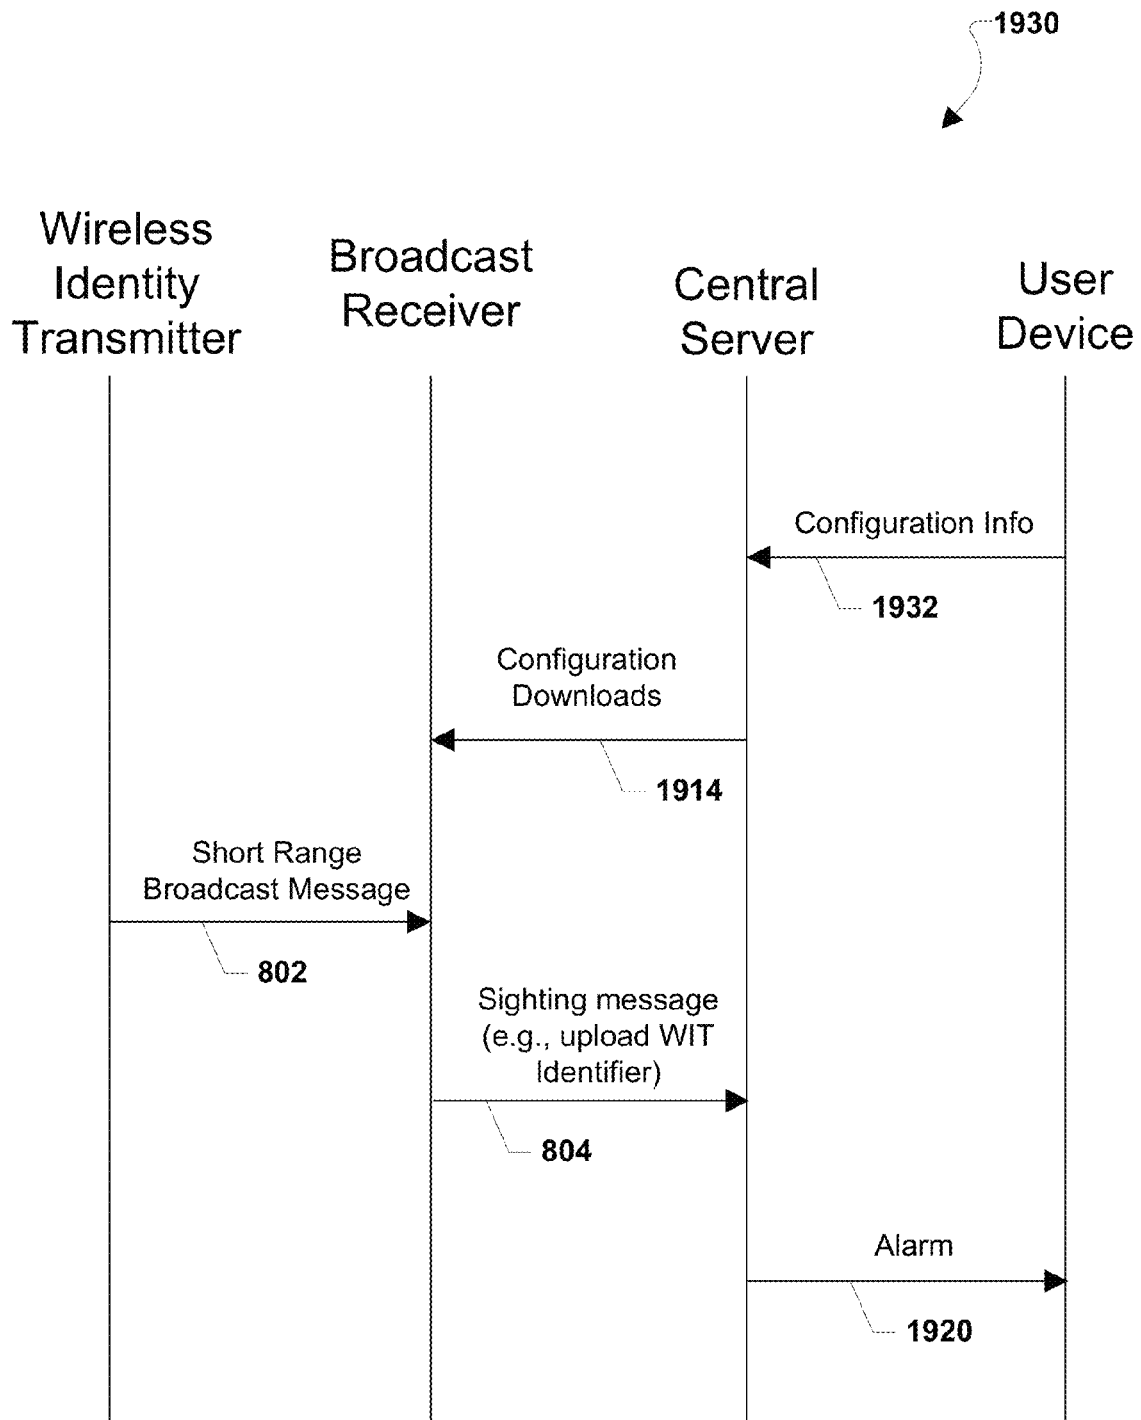 1930
Wireless
Identity
Transmitter
Broadcast
Receiver
Central
Server
User
Device
Configuration Info
1932
Configuration
Downloads
1914
Short Range
Broadcast Message
802
Sighting message
(e.g., upload WIT
Identifier)
804
Alarm
1920